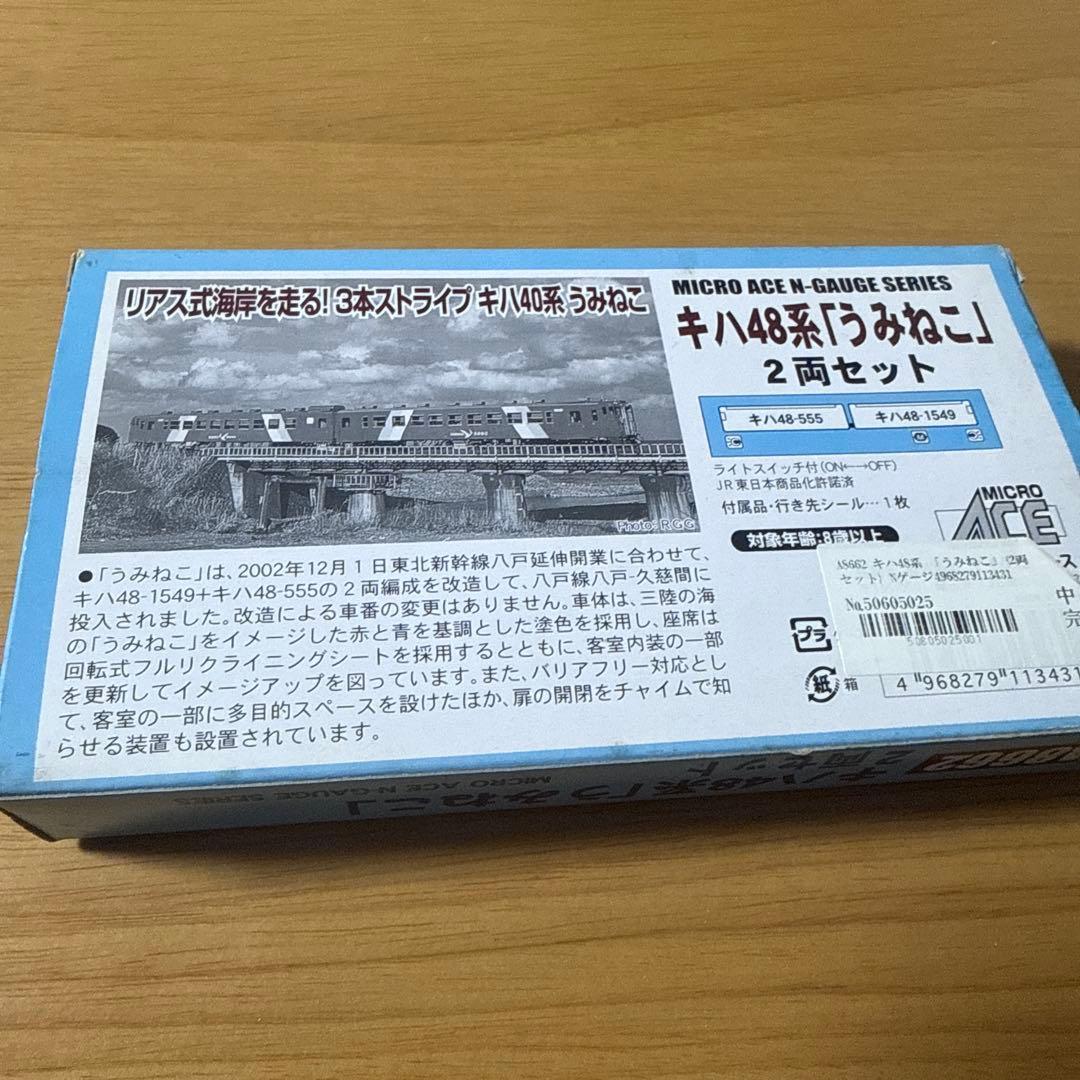 リアス式海岸を走る! 3本ストライプ キハ40系 うみねこ
Photo: RGG
●「うみねこ」は、2002年12月1日東北新幹線八戸延伸開業に合わせて、
キハ48-1549+キハ48-555の2両編成を改造して、八戸線八戸-久慈間に
投入されました。改造による車番の変更はありません。車体は、三陸の海
の「うみねこ」をイメージした赤と青を基調とした塗色を採用し、座席は
回転式フルリクライニングシートを採用するとともに、客室内装の一部
を更新してイメージアップを図っています。また、バリアフリー対応とし
て、客室の一部に多目的スペースを設けたほか、扉の開閉をチャイムで知
らせる装置も設置されています。
MICRO ACE N-GAUGE SERIES
キハ48系「うみねこ」
2両セット
キハ48-555
キハ48-1549
M
ライトスイッチ付(ON←→OFF)
JR東日本商品化許諾済
付属品・行き先シール…1枚
対象年齢:8歳以上
MICRO
ACE
ス
中
完
A8662 キハ48系 「うみねこ」 (2両
セット) Nゲージ4968279113431
No.50605025
プラ
紙 箱
4 968279 113431
キハ48系「うみねこ」
2両セット
MICRO ACE N-GAUGE SERIES